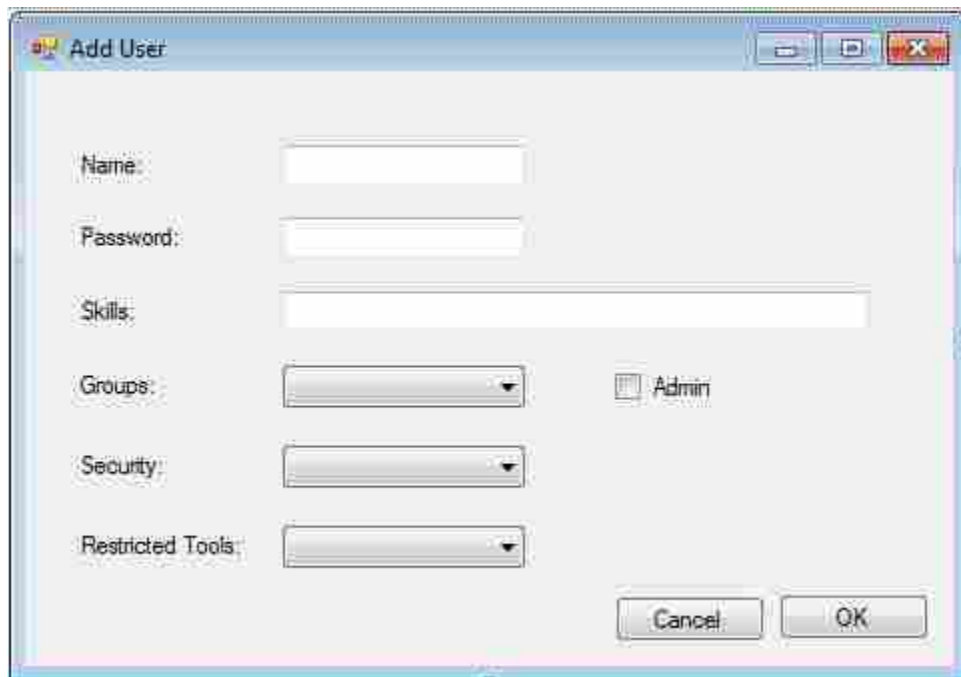 Add User
Name:
Password:
Skills:
Groups:
Admin
Security:
Restricted Tools:
Cancel
OK